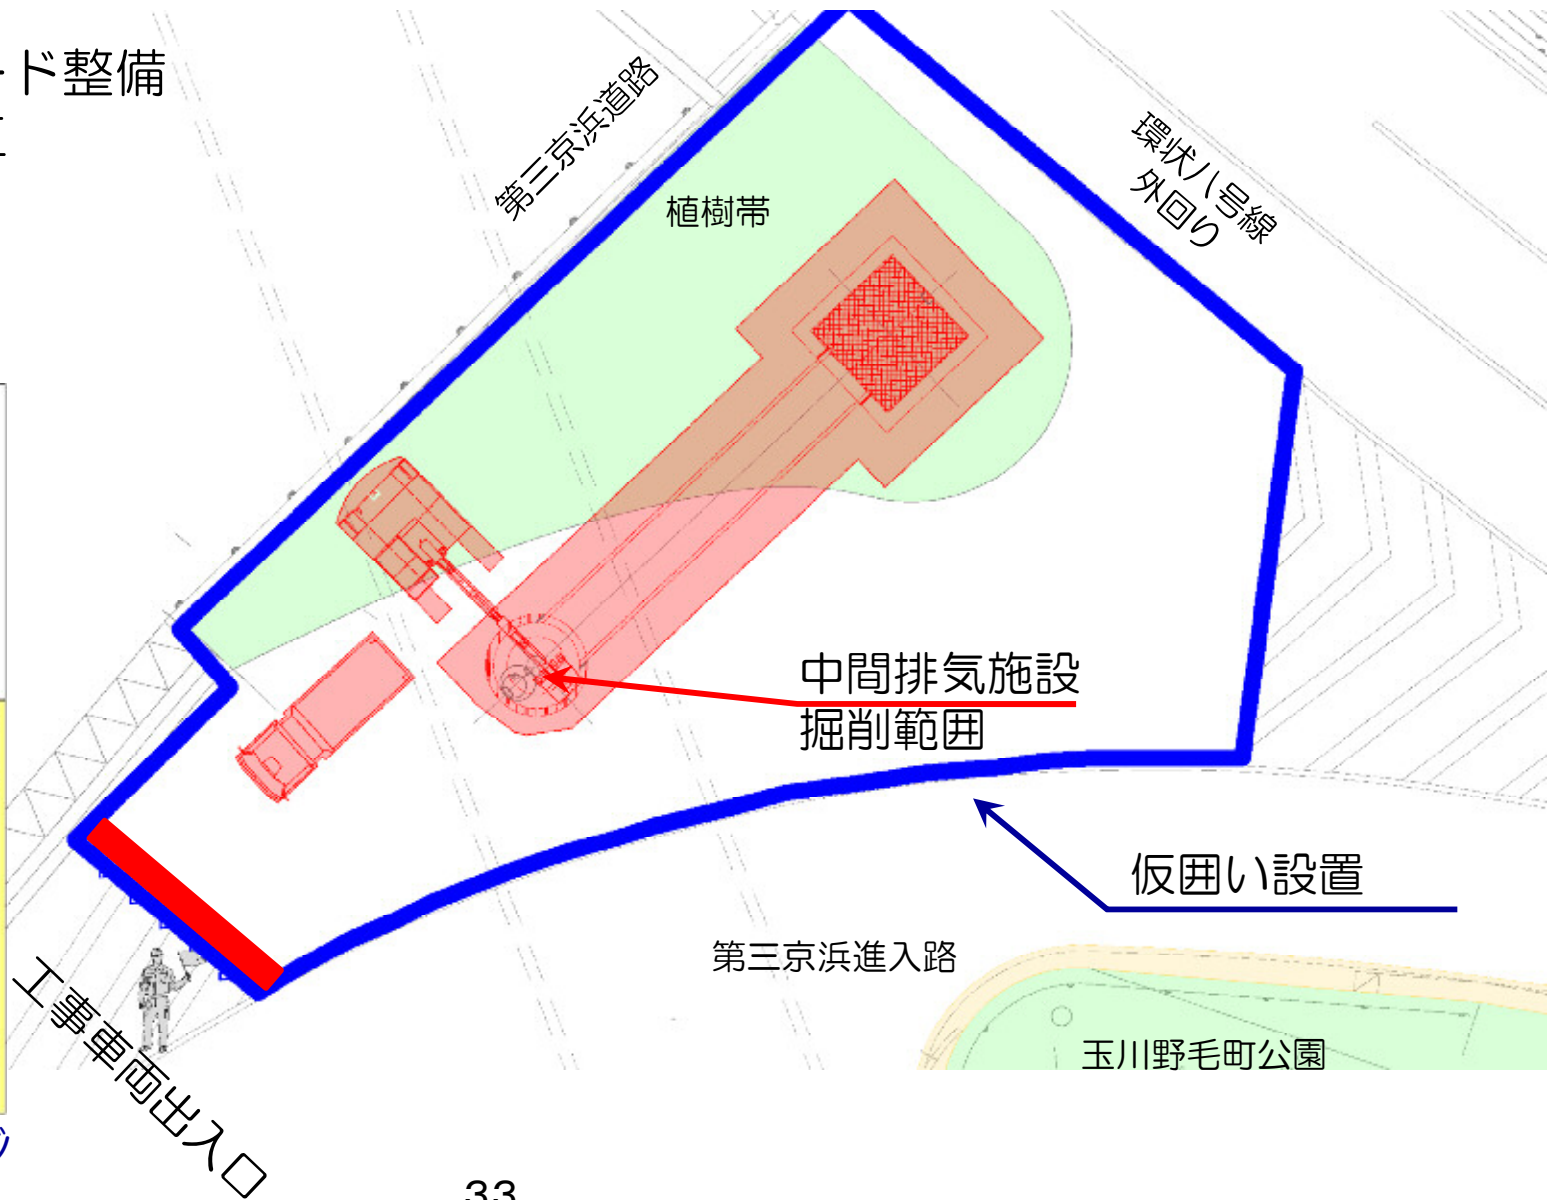 ド整備
第三京浜道路
環状八号線
外回り
植樹帯
中間排気施設
掘削範囲
仮囲い設置
第三京浜進入路
玉川野毛町公園
工事車両出入口
33